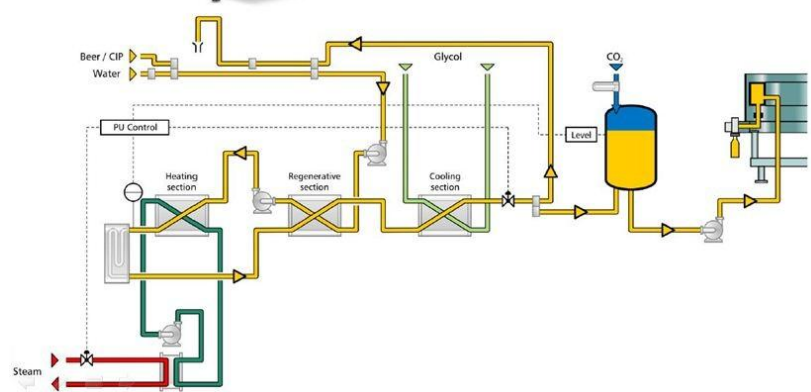 Beer / CIP
Water
Glycol
CO₂
PU Control
Level
Heating
section
Regenerative
section
Cooling
section
Steam